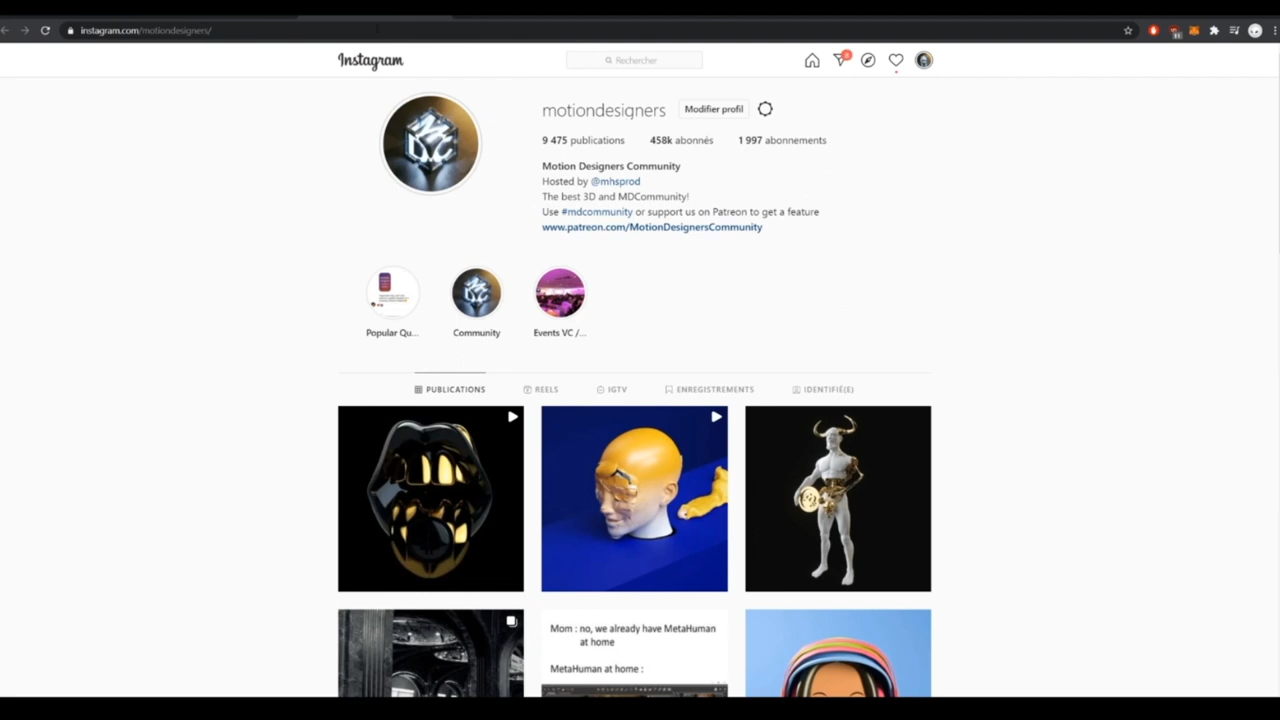 instagram.com/motiondesigners/
Instagram
Rechercher
8
motiondesigners
Modifier profil
9 475 publications 458k abonnés 1 997 abonnements
Motion Designers Community
Hosted by @mhsprod
The best 3D and MDCommunity!
Use #mdcommunity or support us on Patreon to get a feature
www.patreon.com/MotionDesignersCommunity
Popular Qu... Community Events VC /...
PUBLICATIONS REELS IGTV ENREGISTREMENTS IDENTIFIÉ(E)
Mom : no, we already have MetaHuman
at home
MetaHuman at home :